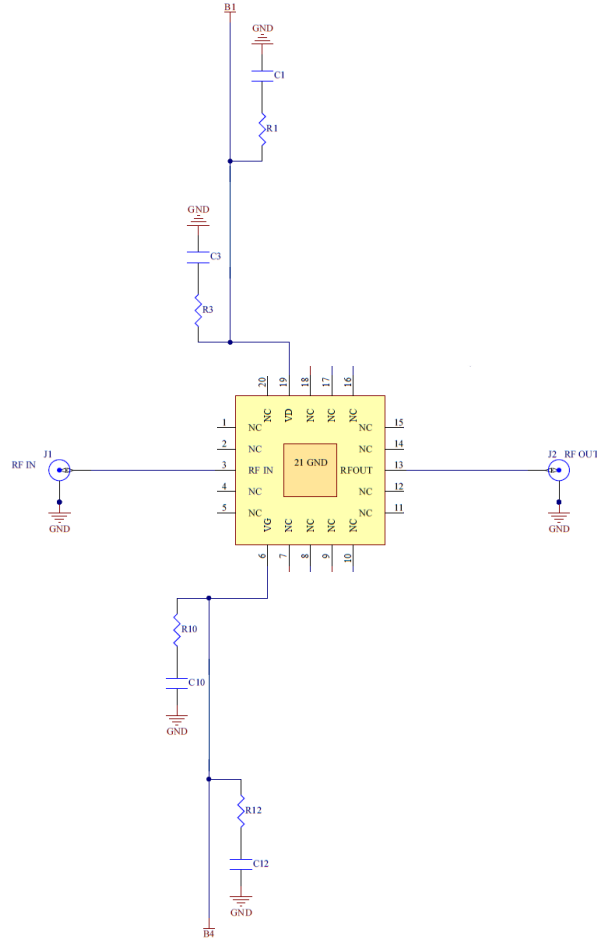 B1
GND
C1
R1
GND
C3
R3
20 19 18 17 16
NC VD NC NC NC
1 NC NC 15
2 NC NC 14
J1 J2 RF OUT
RF IN 3 RF IN 21 GND RFOUT 13
4 NC NC 12
5 NC NC 11
VG NC NC NC NC
GND GND
6 7 8 9 10
R10
C10
GND
R12
C12
GND
B4